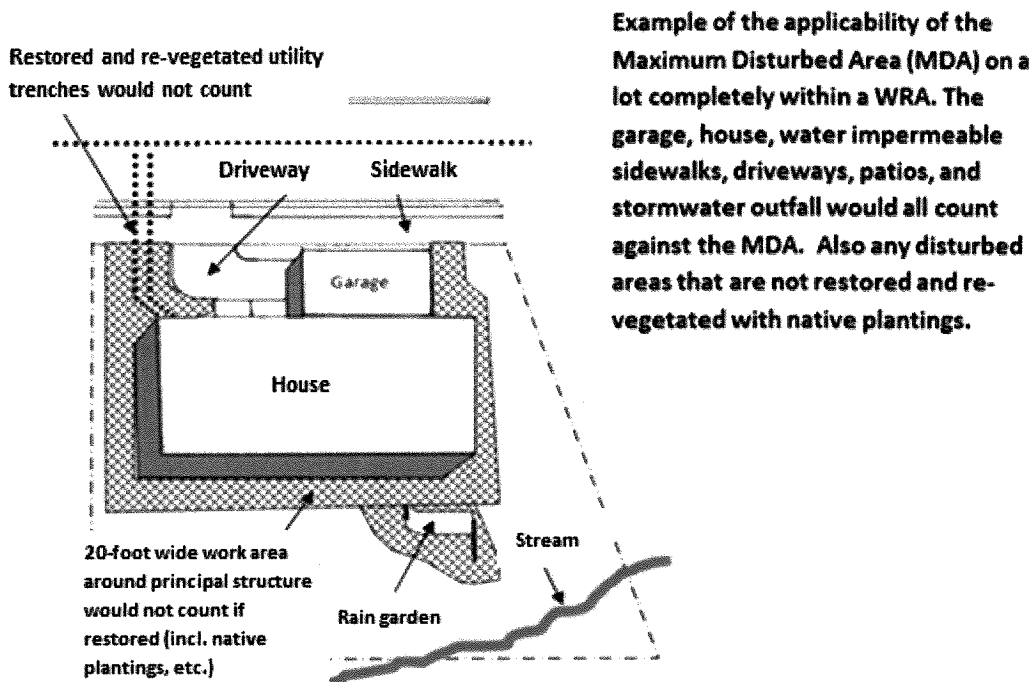 Restored and re-vegetated utility
trenches would not count
Example of the applicability of the
Maximum Disturbed Area (MDA) on a
lot completely within a WRA. The
garage, house, water impermeable
sidewalks, driveways, patios, and
stormwater outfall would all count
against the MDA. Also any disturbed
areas that are not restored and re-
vegetated with native plantings.
Driveway
Sidewalk
Garage
House
20-foot wide work area
around principal structure
would not count if
restored (incl. native
plantings, etc.)
Rain garden
Stream